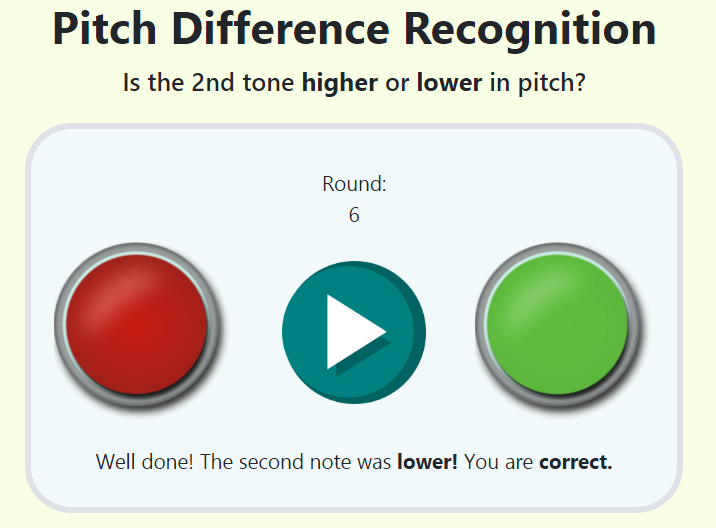 Pitch Difference Recognition
Is the 2nd tone higher or lower in pitch?
Round:
6
Well done! The second note was lower! You are correct.